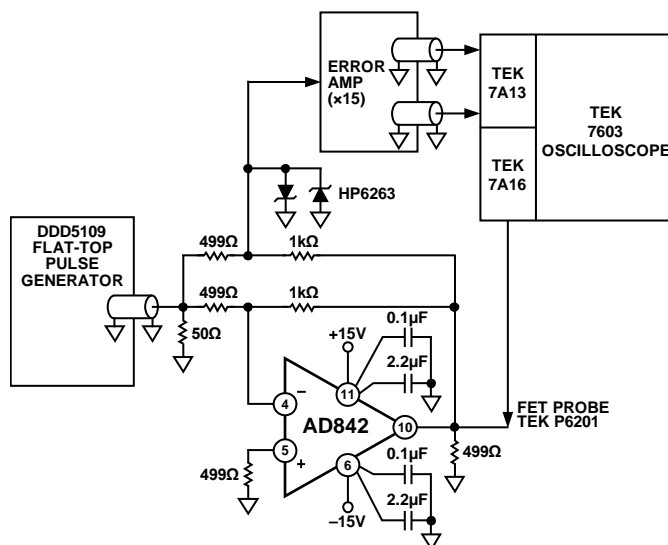 ERROR
AMP
(×15)
TEK
7A13
TEK
7603
OSCILLOSCOPE
TEK
7A16
HP6263
DDD5109
FLAT-TOP
PULSE
GENERATOR
499Ω
1kΩ
499Ω
1kΩ
50Ω
+15V
0.1µF
2.2µF
11
4
–
AD842
10
5
+
FET PROBE
TEK P6201
499Ω
6
0.1µF
499Ω
2.2µF
–15V